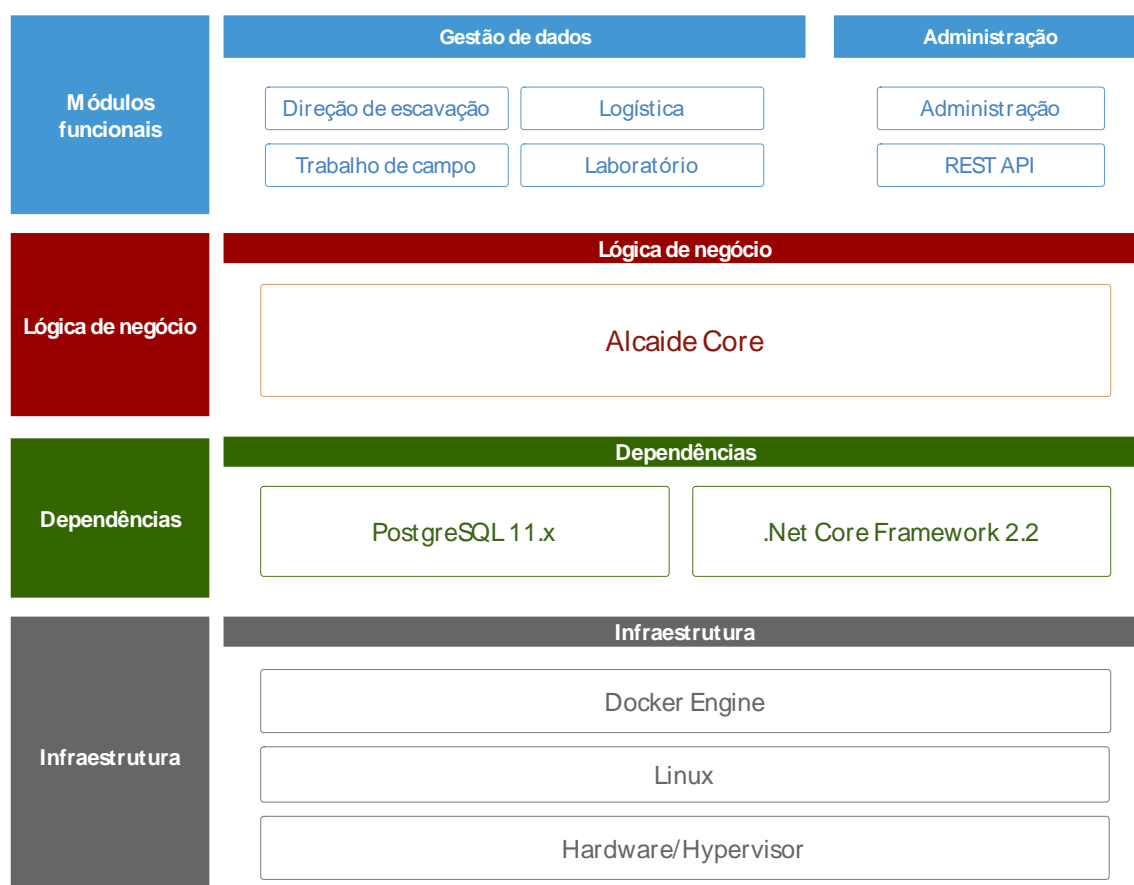 Módulos
funcionais
Gestão de dados
Administração
Direção de escavação
Logística
Administração
Trabalho de campo
Laboratório
REST API
Lógica de negócio
Lógica de negócio
Alcaide Core
Dependências
Dependências
PostgreSQL 11.x
.Net Core Framework 2.2
Infraestrutura
Infraestrutura
Docker Engine
Linux
Hardware/Hypervisor